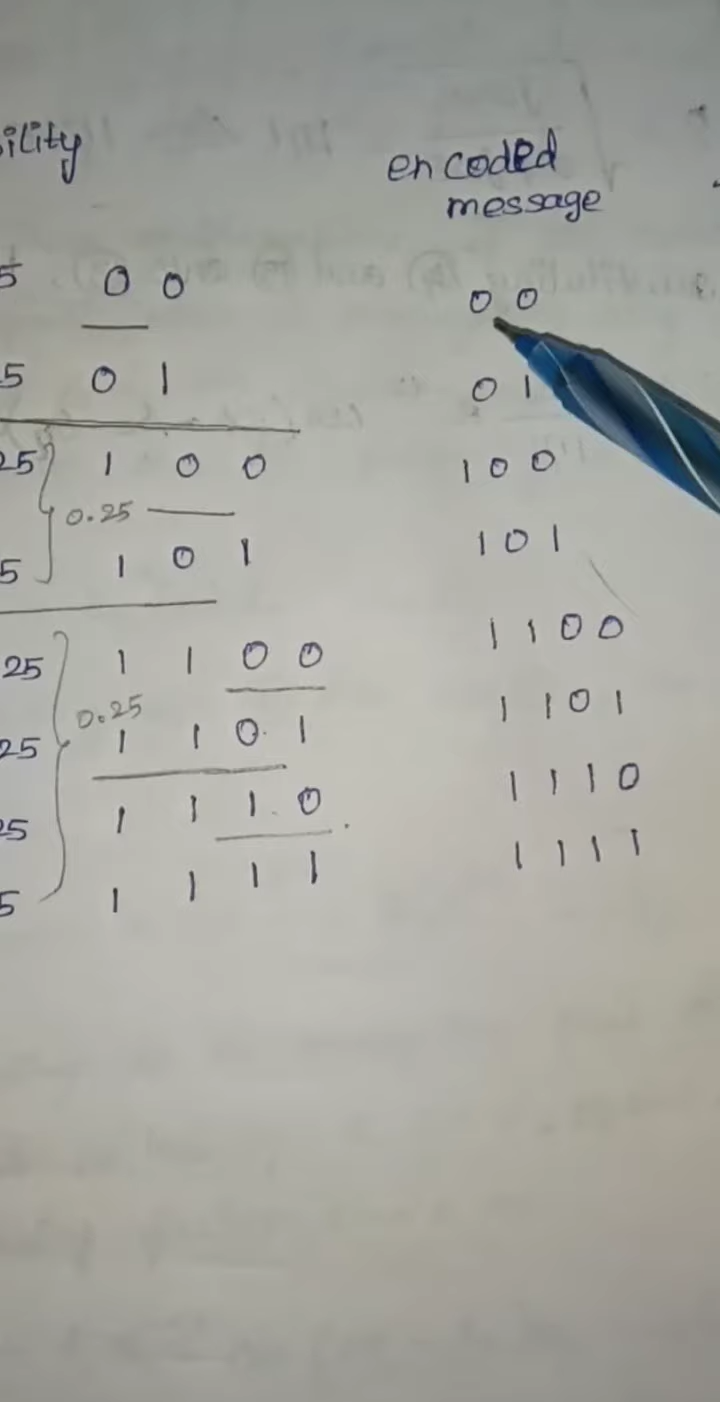 ility
encoded
message
5 0 0 0 0
5 0 1 0 1
25 1 0 0 1 0 0
0.25
5 1 0 1 1 0 1
25 1 1 0 0 1 1 0 0
0.25
25 1 1 0 1 1 1 0 1
25 1 1 1 0 1 1 1 0
5 1 1 1 1 1 1 1 1